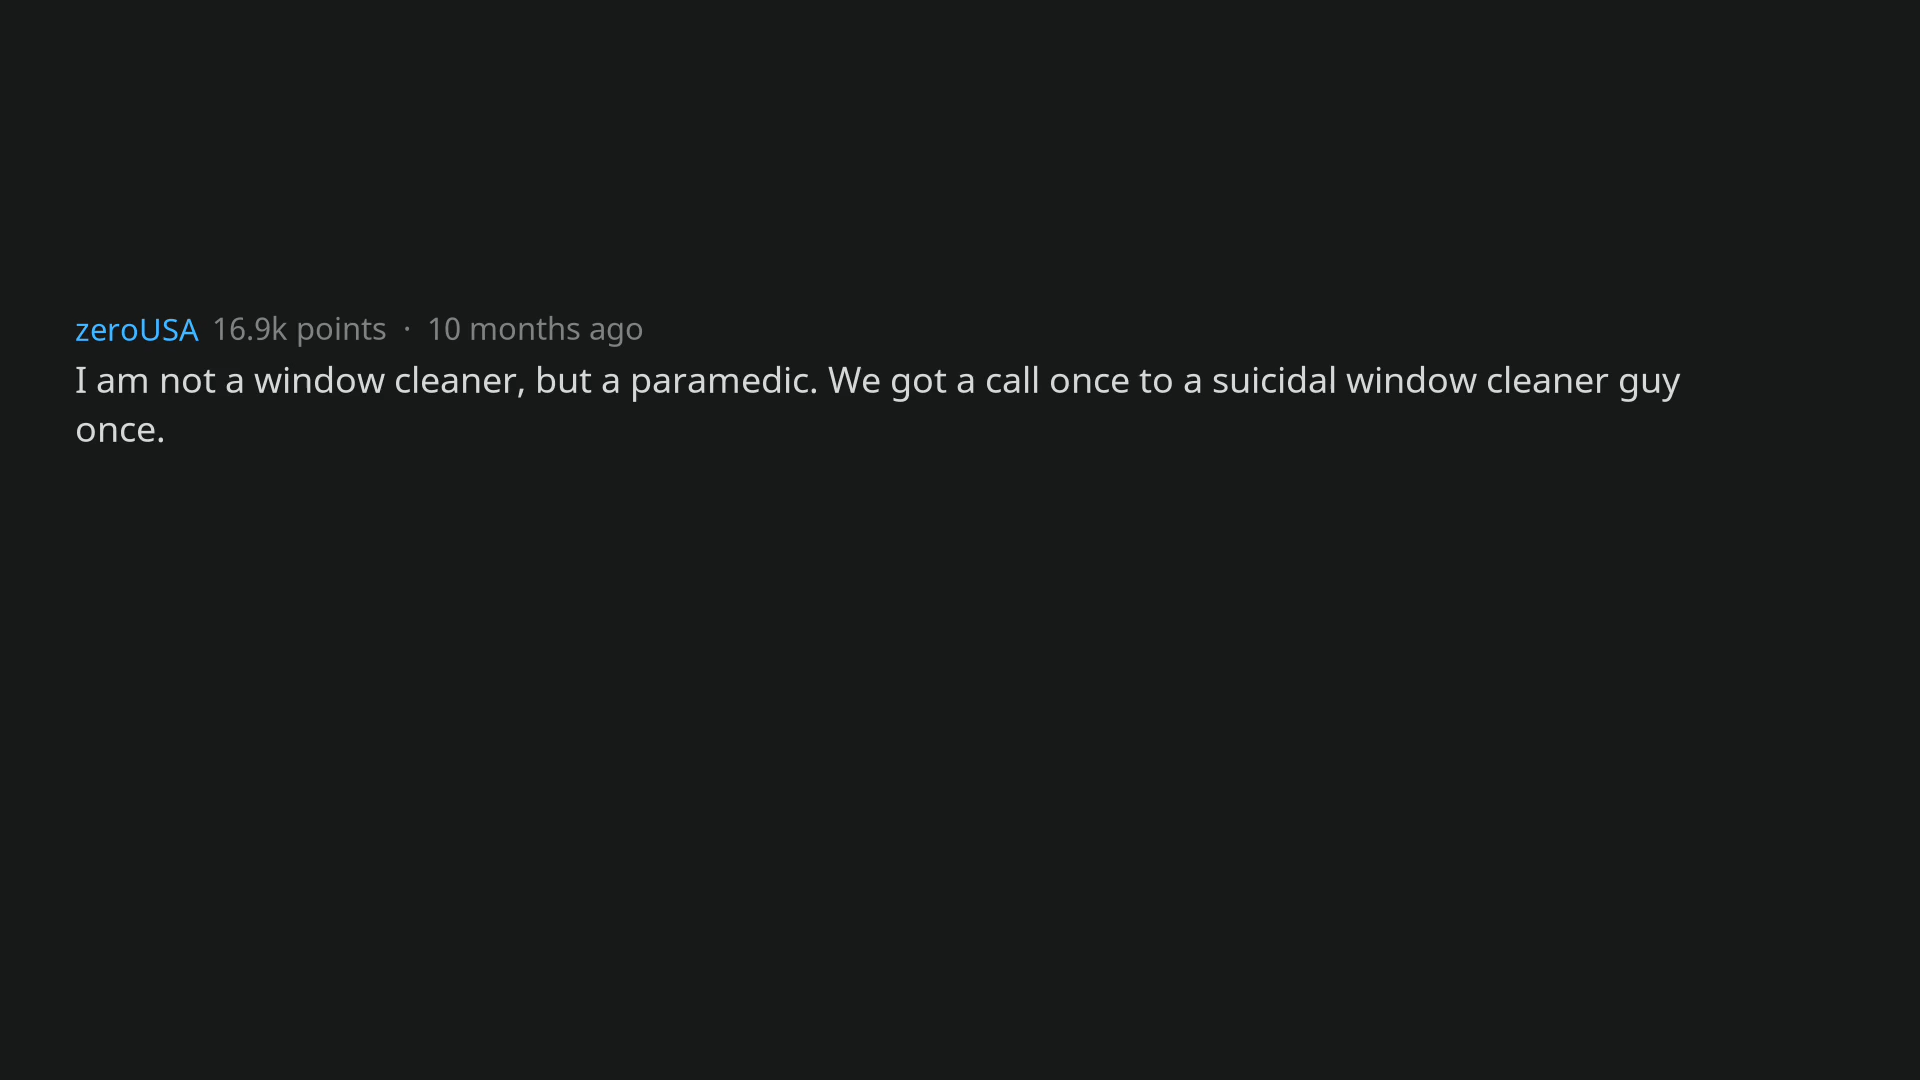 zeroUSA 16.9k points · 10 months ago
I am not a window cleaner, but a paramedic. We got a call once to a suicidal window cleaner guy
once.